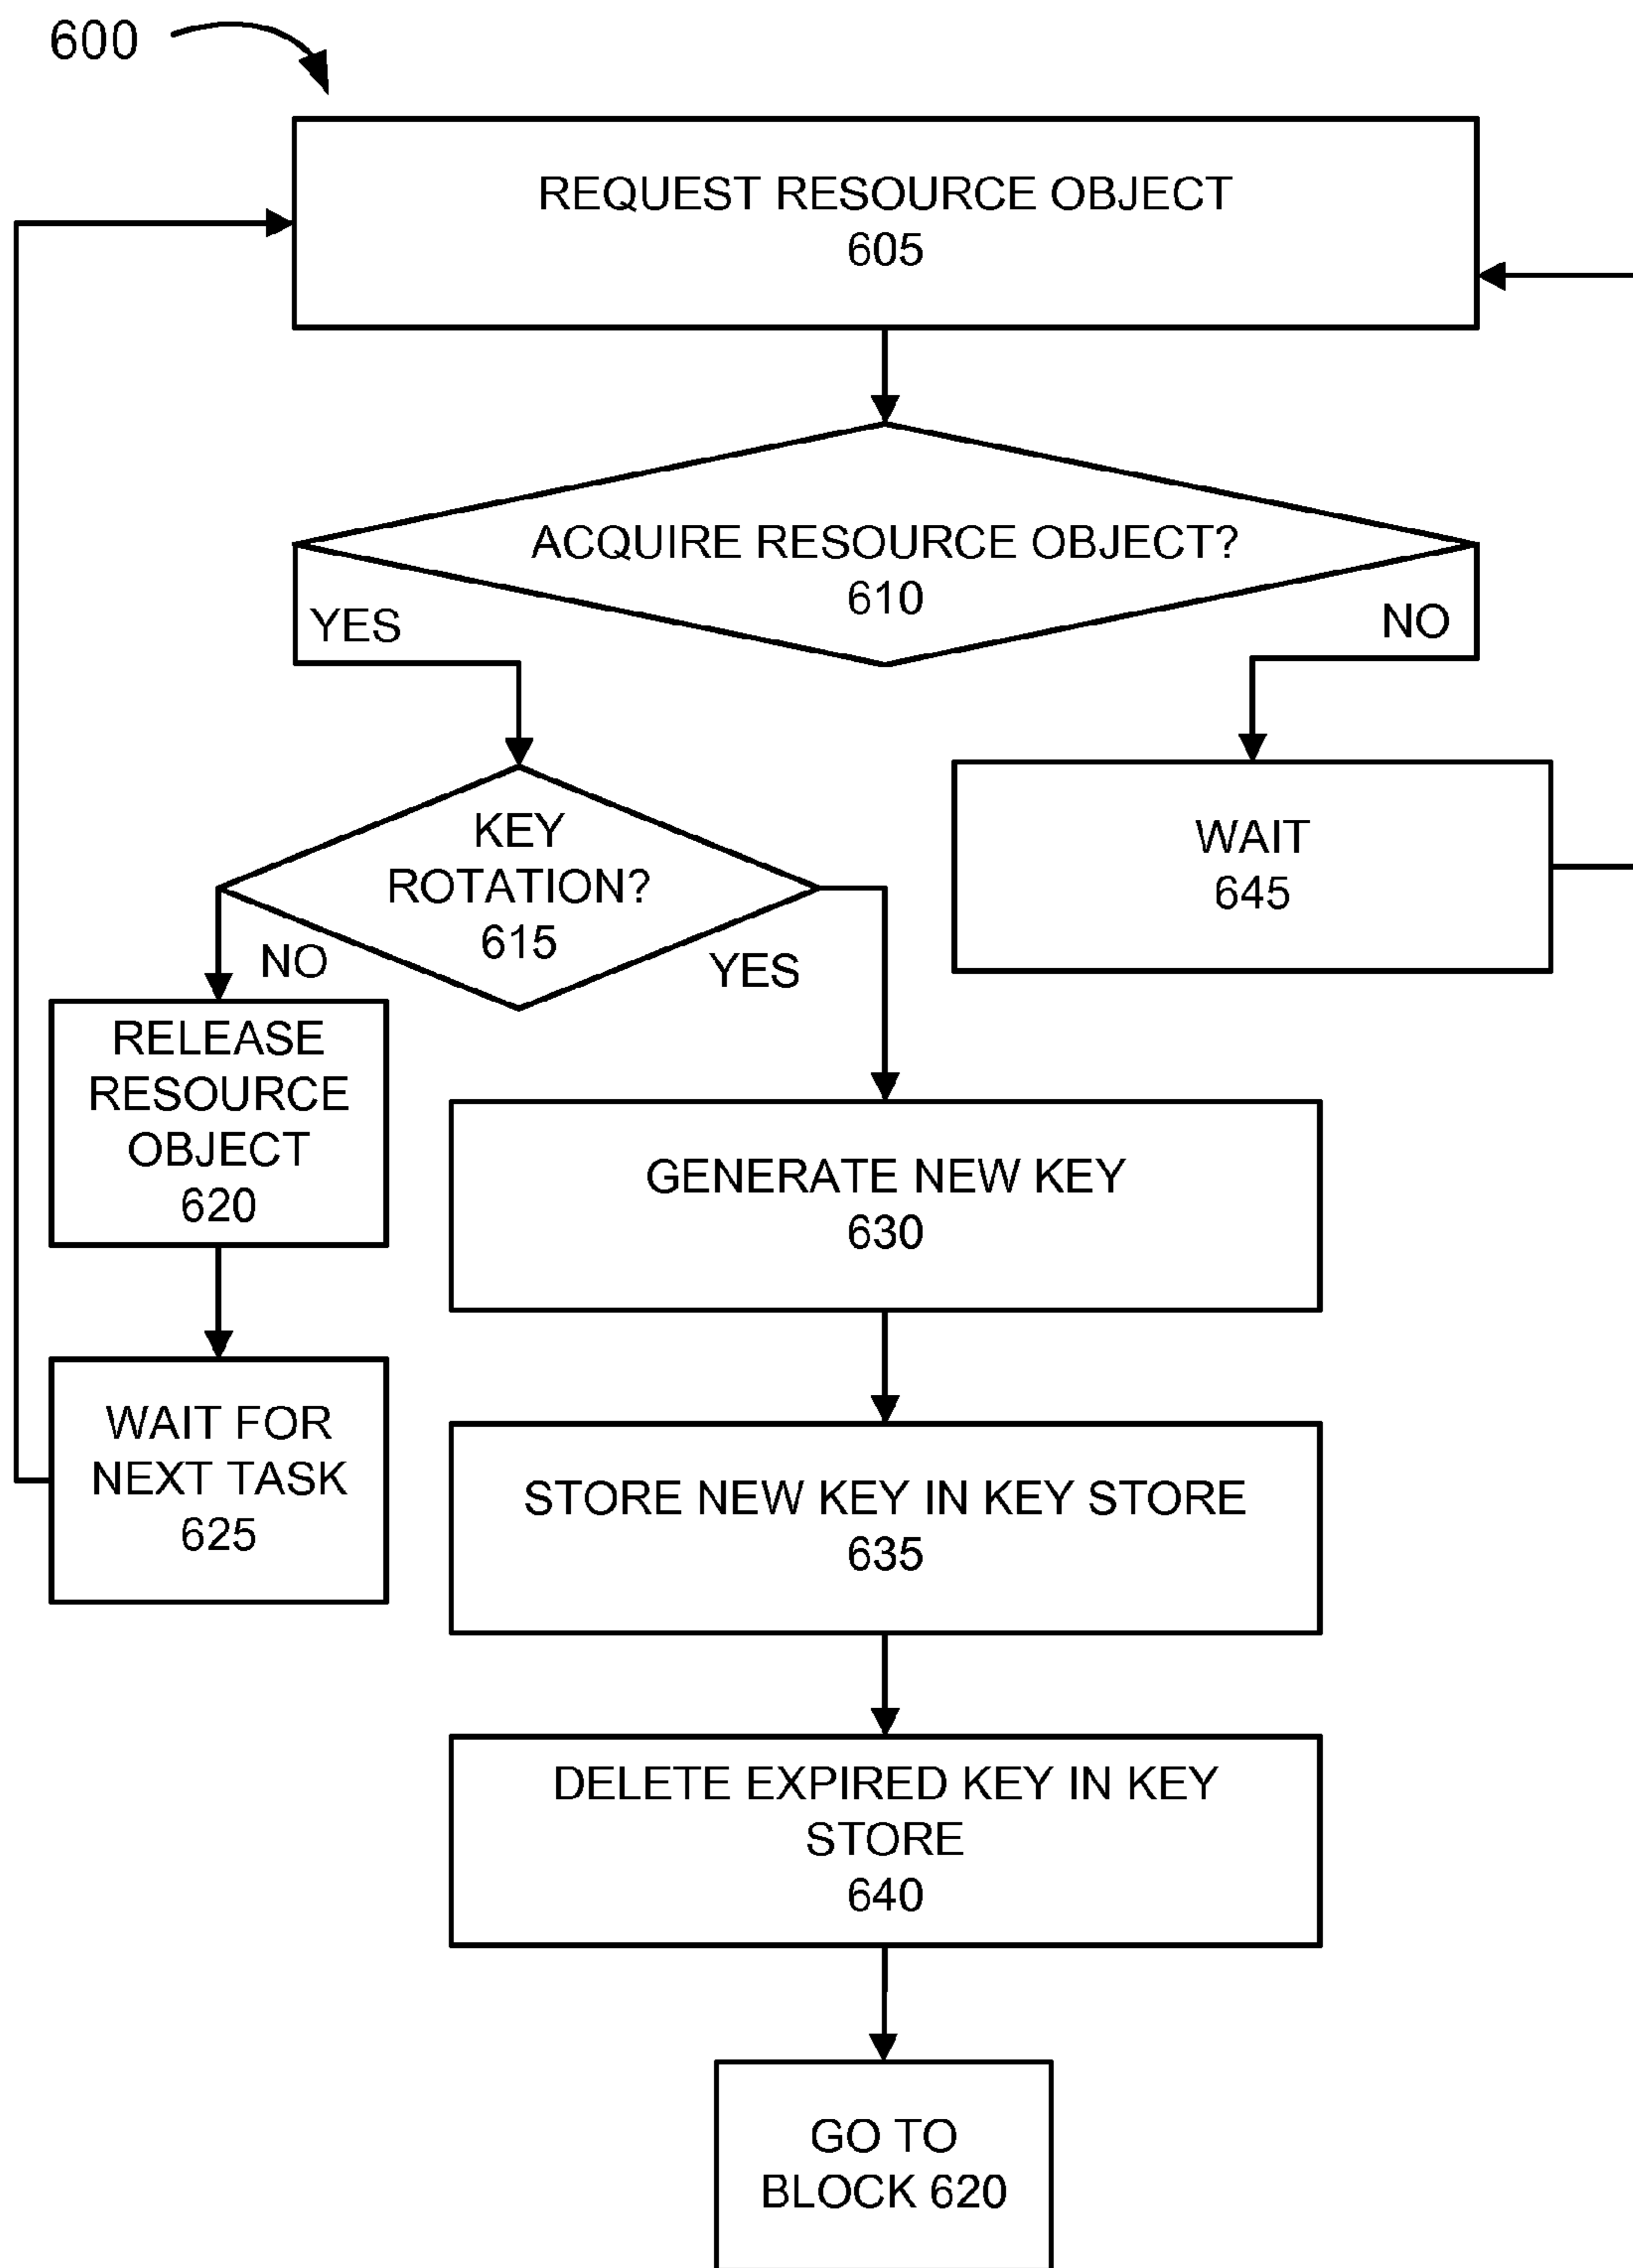 600
REQUEST RESOURCE OBJECT
605
ACQUIRE RESOURCE OBJECT?
610
YES
NO
KEY
ROTATION?
615
NO
YES
WAIT
645
RELEASE
RESOURCE
OBJECT
620
GENERATE NEW KEY
630
WAIT FOR
NEXT TASK
625
STORE NEW KEY IN KEY STORE
635
DELETE EXPIRED KEY IN KEY
STORE
640
GO TO
BLOCK 620